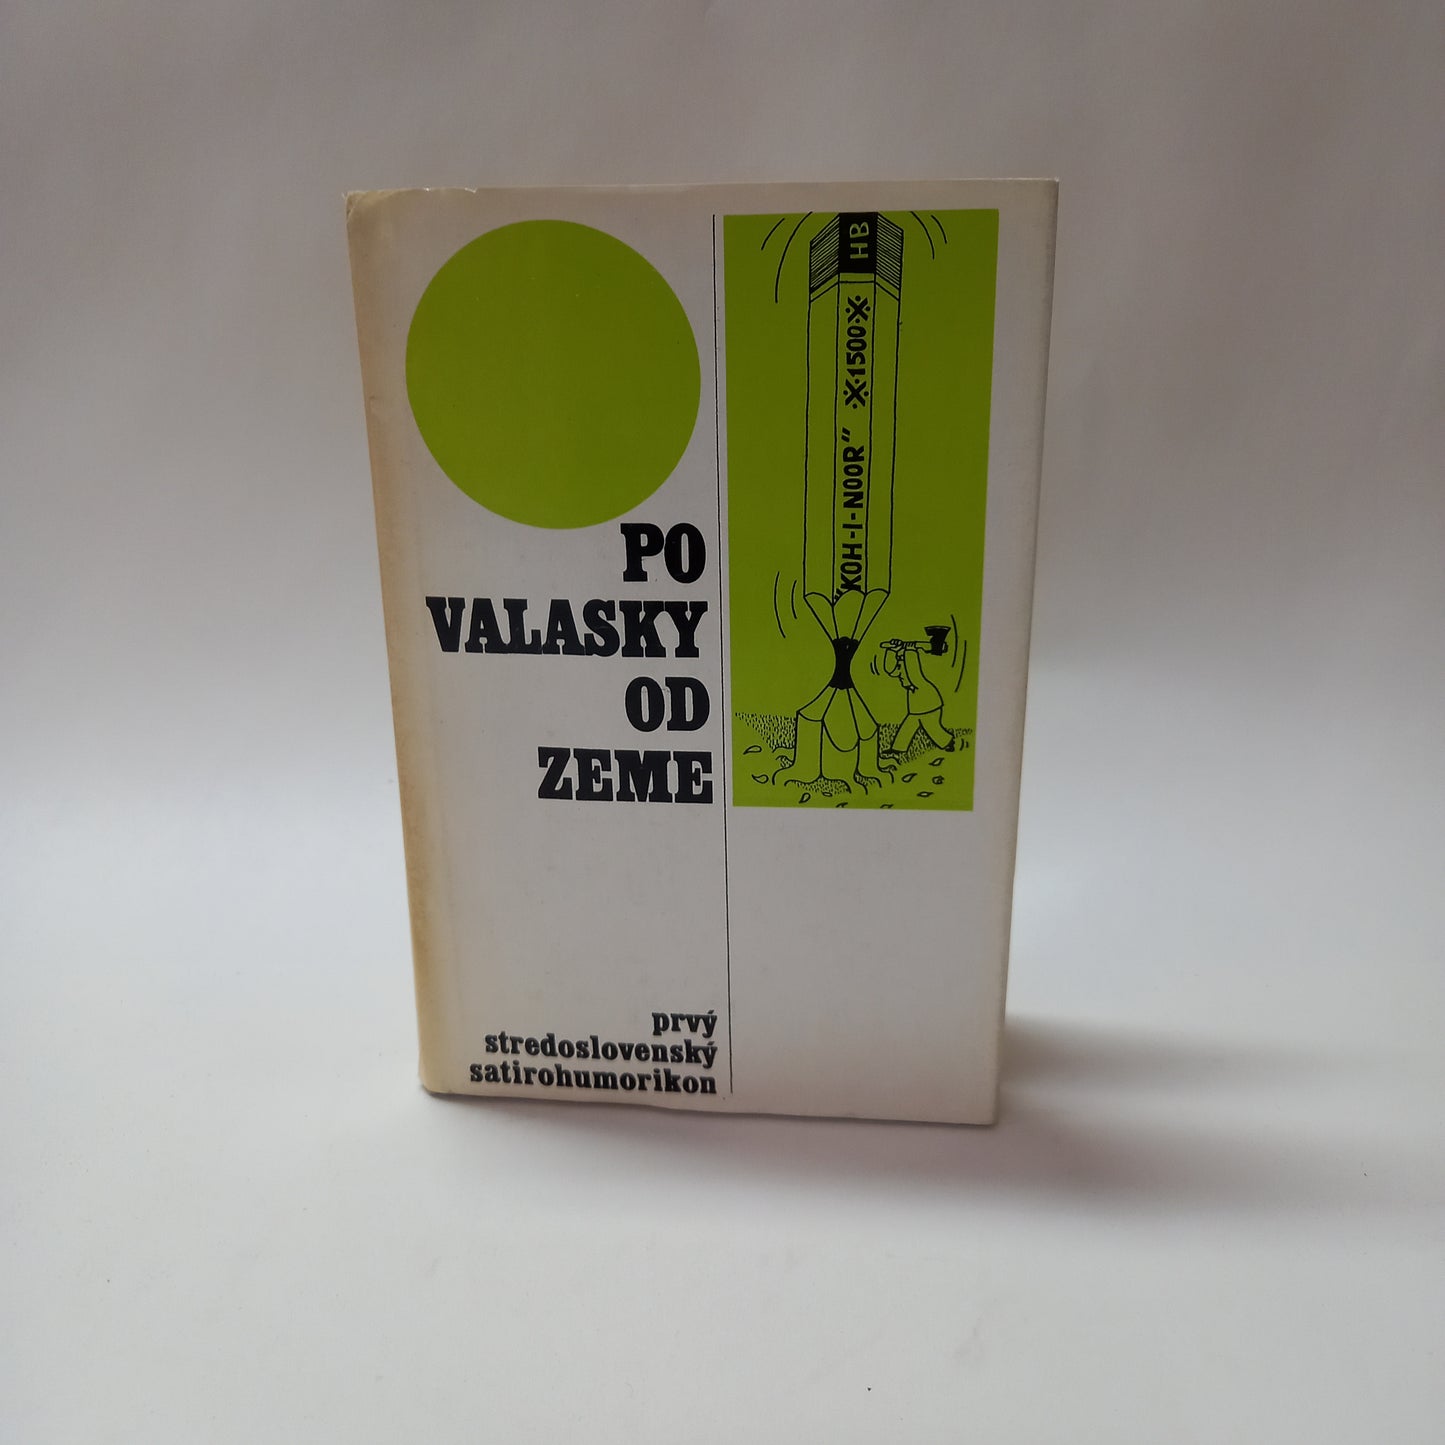 PO
VALASKY
OD
ZEME
prvý
stredoslovenský
satirohumorikon
"KOH-I-NOOR" ※·1500·※ HB